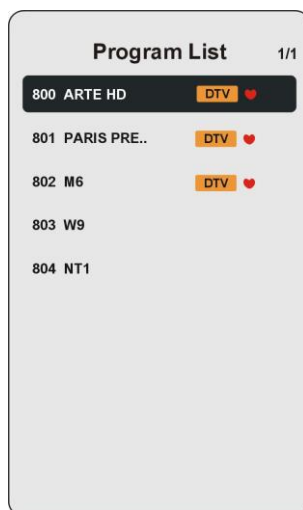 Program List 1/1
800 ARTE HD DTV
801 PARIS PRE.. DTV
802 M6 DTV
803 W9
804 NT1